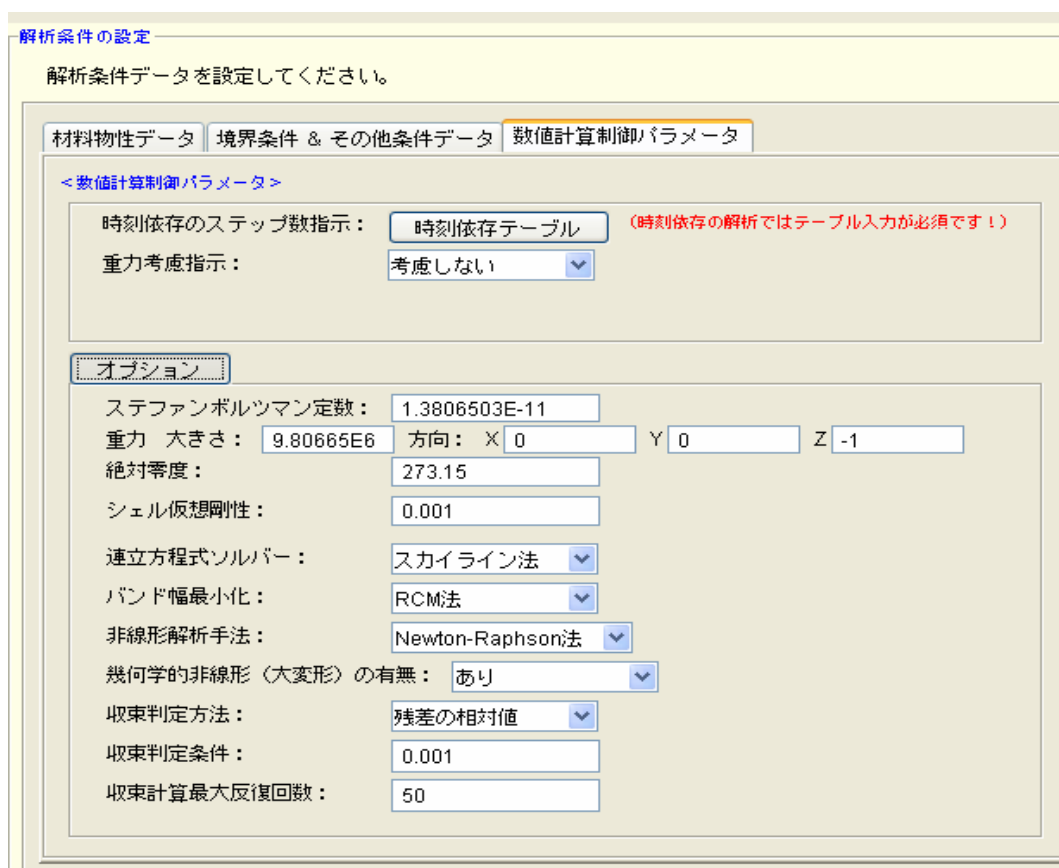 解析条件の設定
解析条件データを設定してください。
材料物性データ 境界条件 & その他条件データ 数値計算制御パラメータ
<数値計算制御パラメータ>
時刻依存のステップ数指示： 時刻依存テーブル （時刻依存の解析ではテーブル入力が必須です！）
重力考慮指示： 考慮しない
オプション
ステファンボルツマン定数： 1.3806503E-11
重力 大きさ： 9.80665E6 方向： X 0 Y 0 Z -1
絶対零度： 273.15
シェル仮想剛性： 0.001
連立方程式ソルバー： スカイライン法
バンド幅最小化： RCM法
非線形解析手法： Newton-Raphson法
幾何学的非線形（大変形）の有無： あり
収束判定方法： 残差の相対値
収束判定条件： 0.001
収束計算最大反復回数： 50